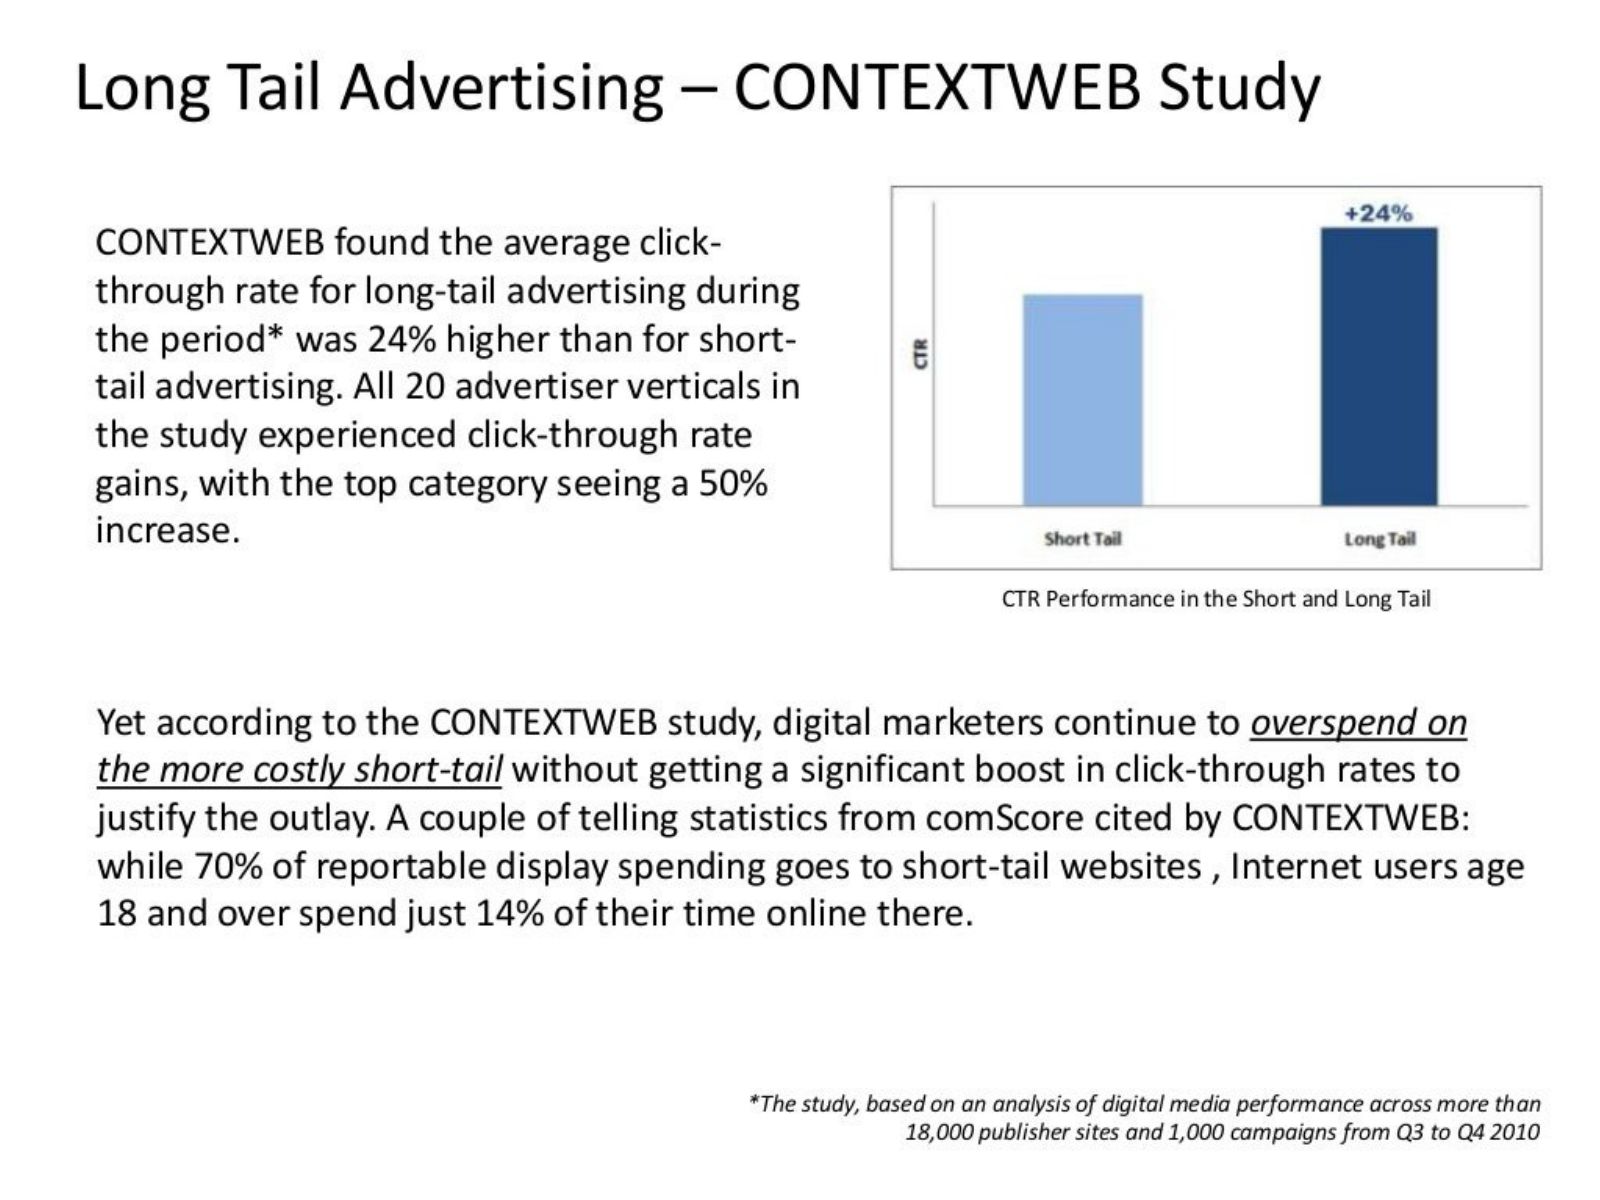 Long Tail Advertising – CONTEXTWEB Study
CONTEXTWEB found the average click-
through rate for long-tail advertising during
the period* was 24% higher than for short-
tail advertising. All 20 advertiser verticals in
the study experienced click-through rate
gains, with the top category seeing a 50%
increase.
+24%
CTR
Short Tail
Long Tail
CTR Performance in the Short and Long Tail
Yet according to the CONTEXTWEB study, digital marketers continue to overspend on
the more costly short-tail without getting a significant boost in click-through rates to
justify the outlay. A couple of telling statistics from comScore cited by CONTEXTWEB:
while 70% of reportable display spending goes to short-tail websites , Internet users age
18 and over spend just 14% of their time online there.
*The study, based on an analysis of digital media performance across more than
18,000 publisher sites and 1,000 campaigns from Q3 to Q4 2010